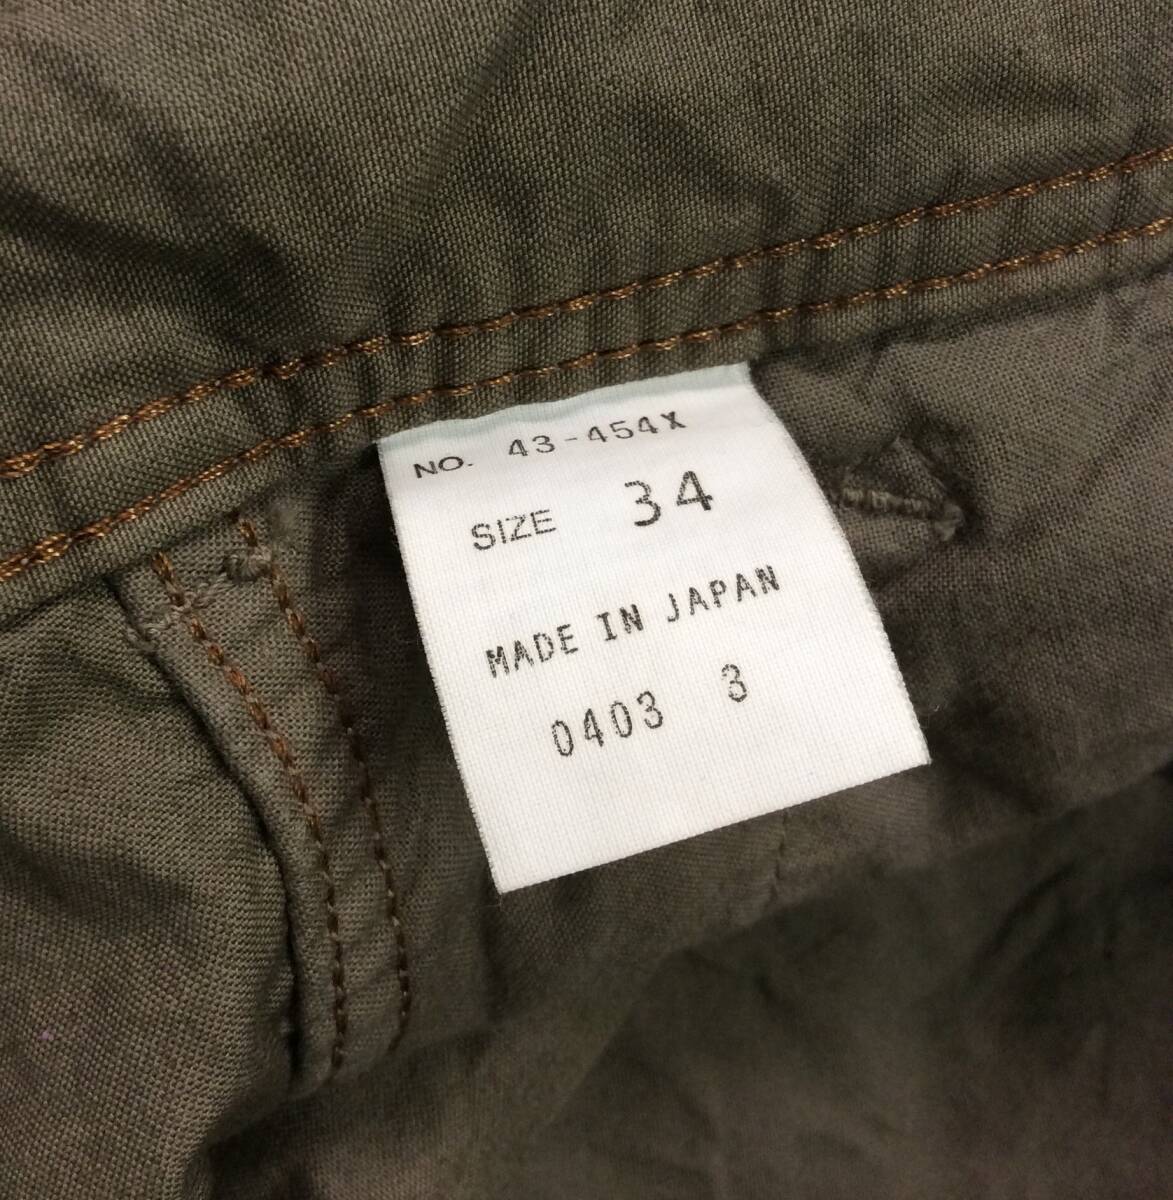 NO. 43-454X
SIZE 34
MADE IN JAPAN
0403 3